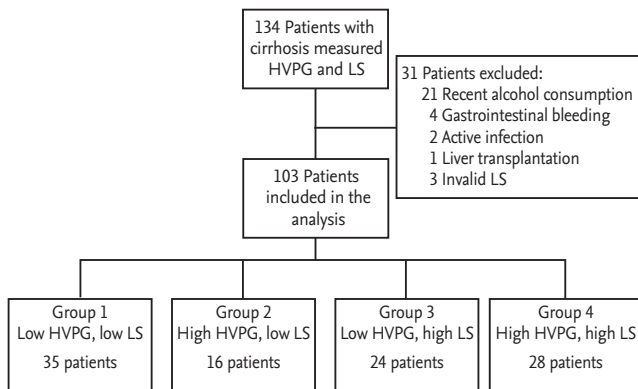 134 Patients with
cirrhosis measured
HVPG and LS
31 Patients excluded:
21 Recent alcohol consumption
4 Gastrointestinal bleeding
2 Active infection
1 Liver transplantation
3 Invalid LS
103 Patients
included in the
analysis
Group 1
Low HVPG, low LS
35 patients
Group 2
High HVPG, low LS
16 patients
Group 3
Low HVPG, high LS
24 patients
Group 4
High HVPG, high LS
28 patients